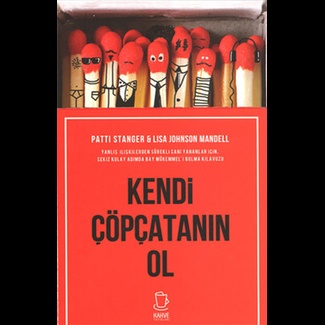 PATTI STANGER & LISA JOHNSON MANDELL
YANLIŞ İLİŞKİLERDEN SÜREKLİ CANI YANANLAR İÇİN,
SEKİZ KOLAY ADIMDA BAY MÜKEMMEL'İ BULMA KILAVUZU
KENDİ
ÇÖPÇATANIN
OL
KAHVE